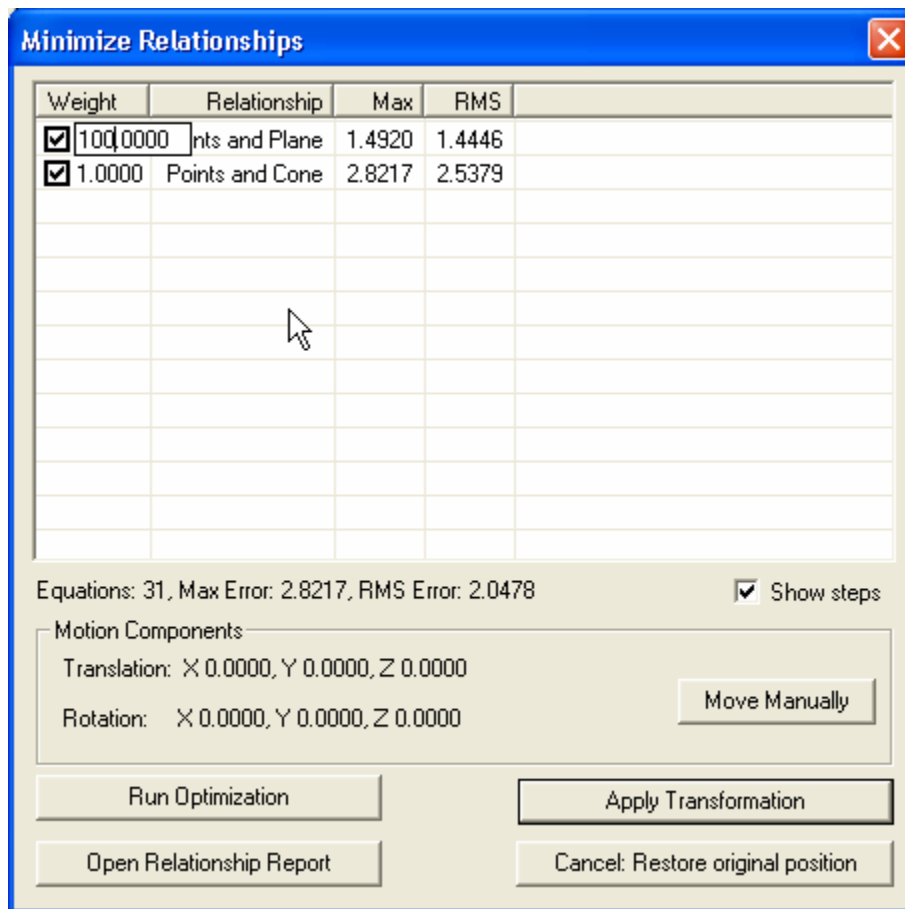 Minimize Relationships
Weight Relationship Max RMS
100.0000 nts and Plane 1.4920 1.4446
1.0000 Points and Cone 2.8217 2.5379
Equations: 31, Max Error: 2.8217, RMS Error: 2.0478 Show steps
Motion Components
Translation: X 0.0000, Y 0.0000, Z 0.0000
Move Manually
Rotation: X 0.0000, Y 0.0000, Z 0.0000
Run Optimization Apply Transformation
Open Relationship Report Cancel: Restore original position